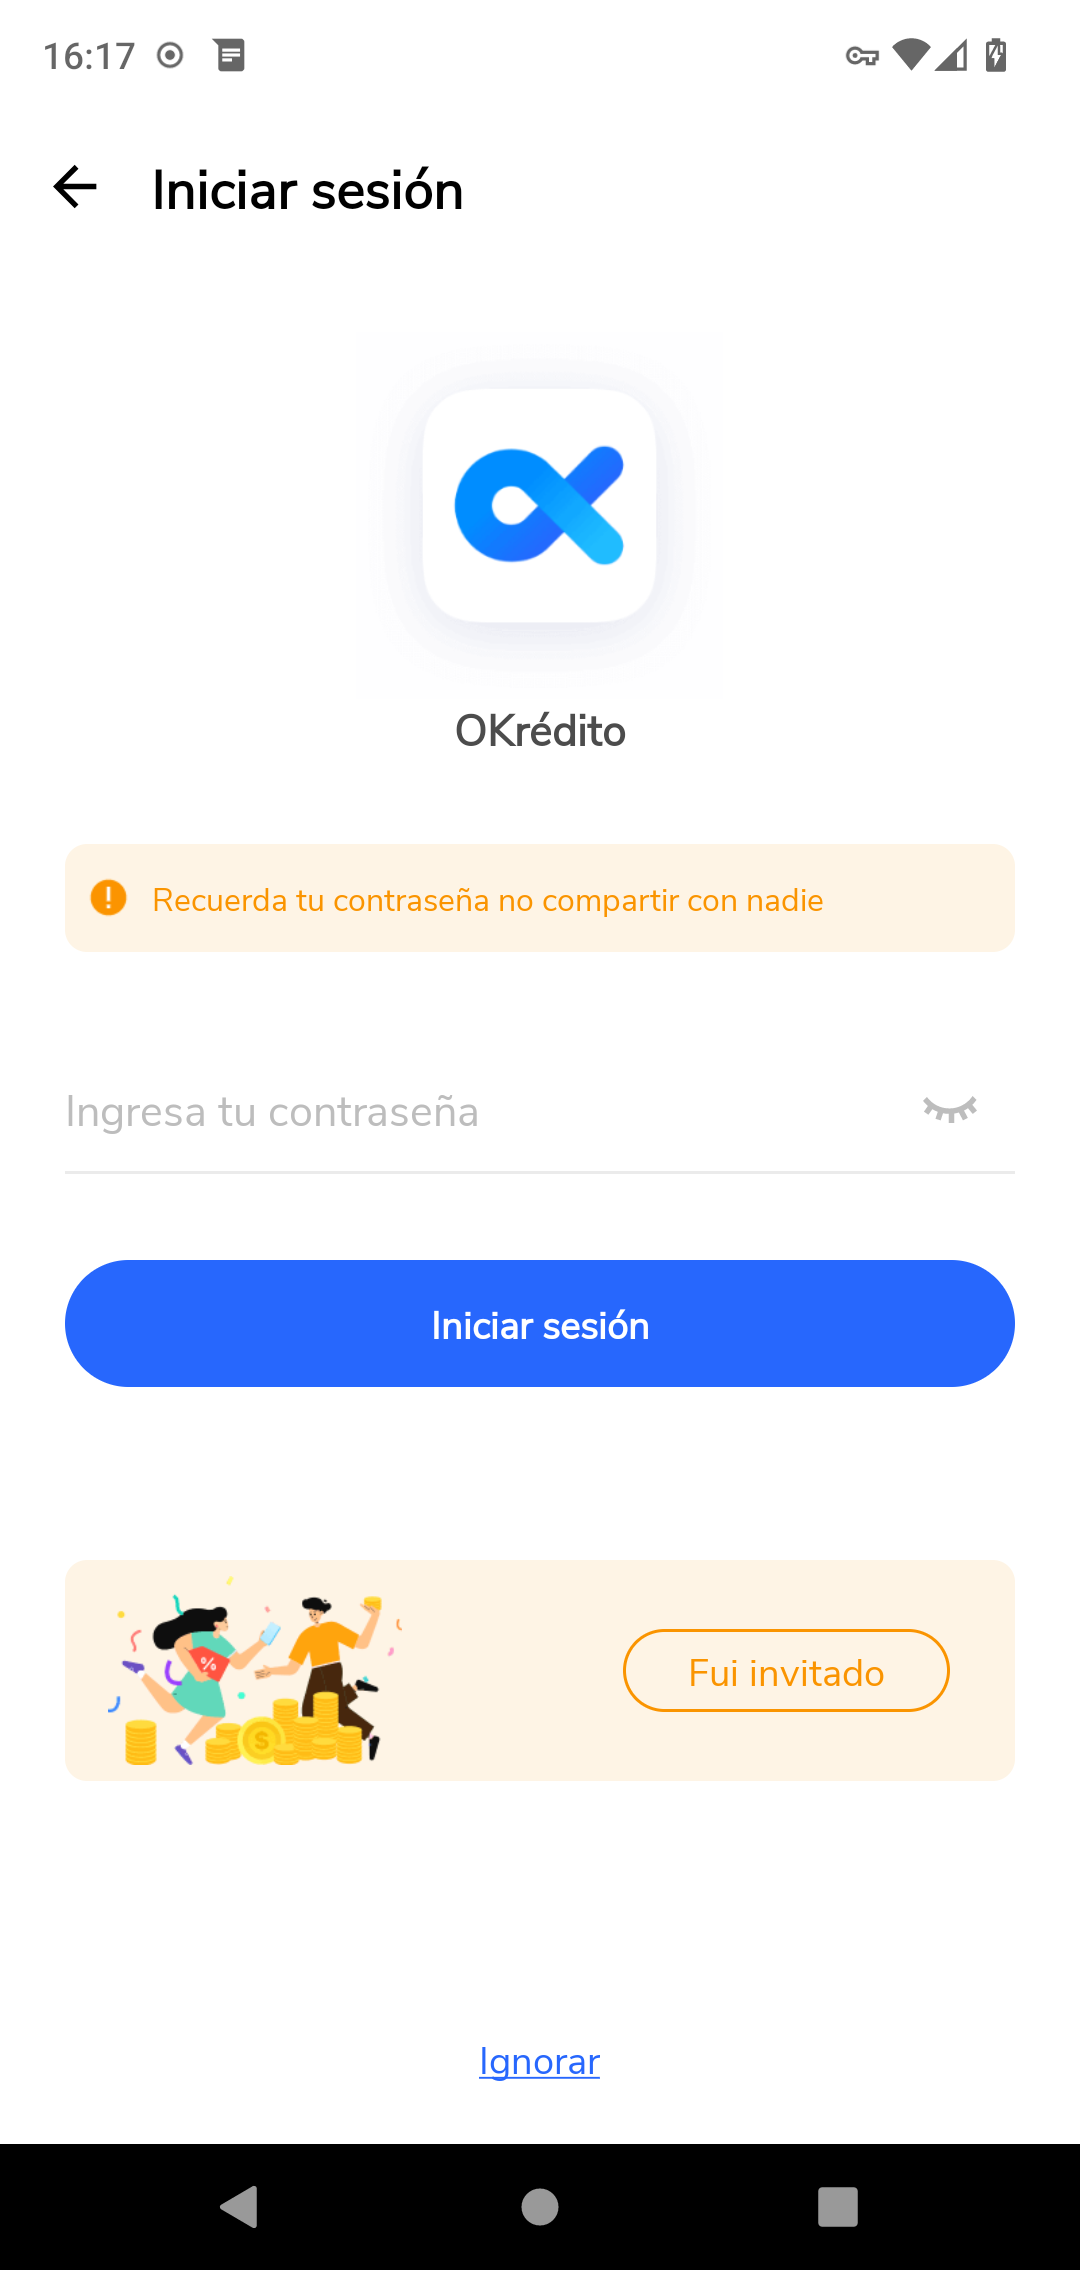 16:17
Iniciar sesión
OKrédito
Recuerda tu contraseña no compartir con nadie
Ingresa tu contraseña
Iniciar sesión
%
$
Fui invitado
Ignorar